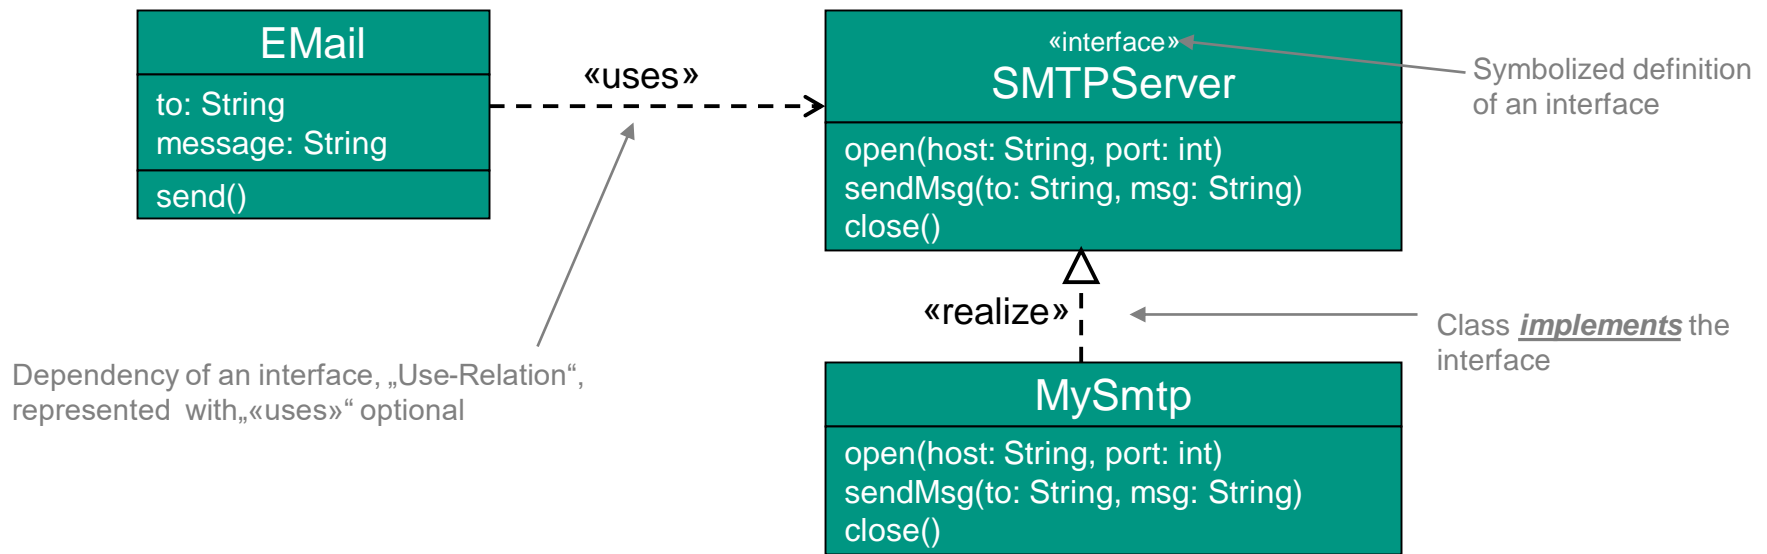 EMail
to: String
message: String
send()
«uses»
«interface»
SMTPServer
open(host: String, port: int)
sendMsg(to: String, msg: String)
close()
Symbolized definition
of an interface
«realize»
Class implements the
interface
Dependency of an interface, „Use-Relation“,
represented with„«uses»“ optional
MySmtp
open(host: String, port: int)
sendMsg(to: String, msg: String)
close()